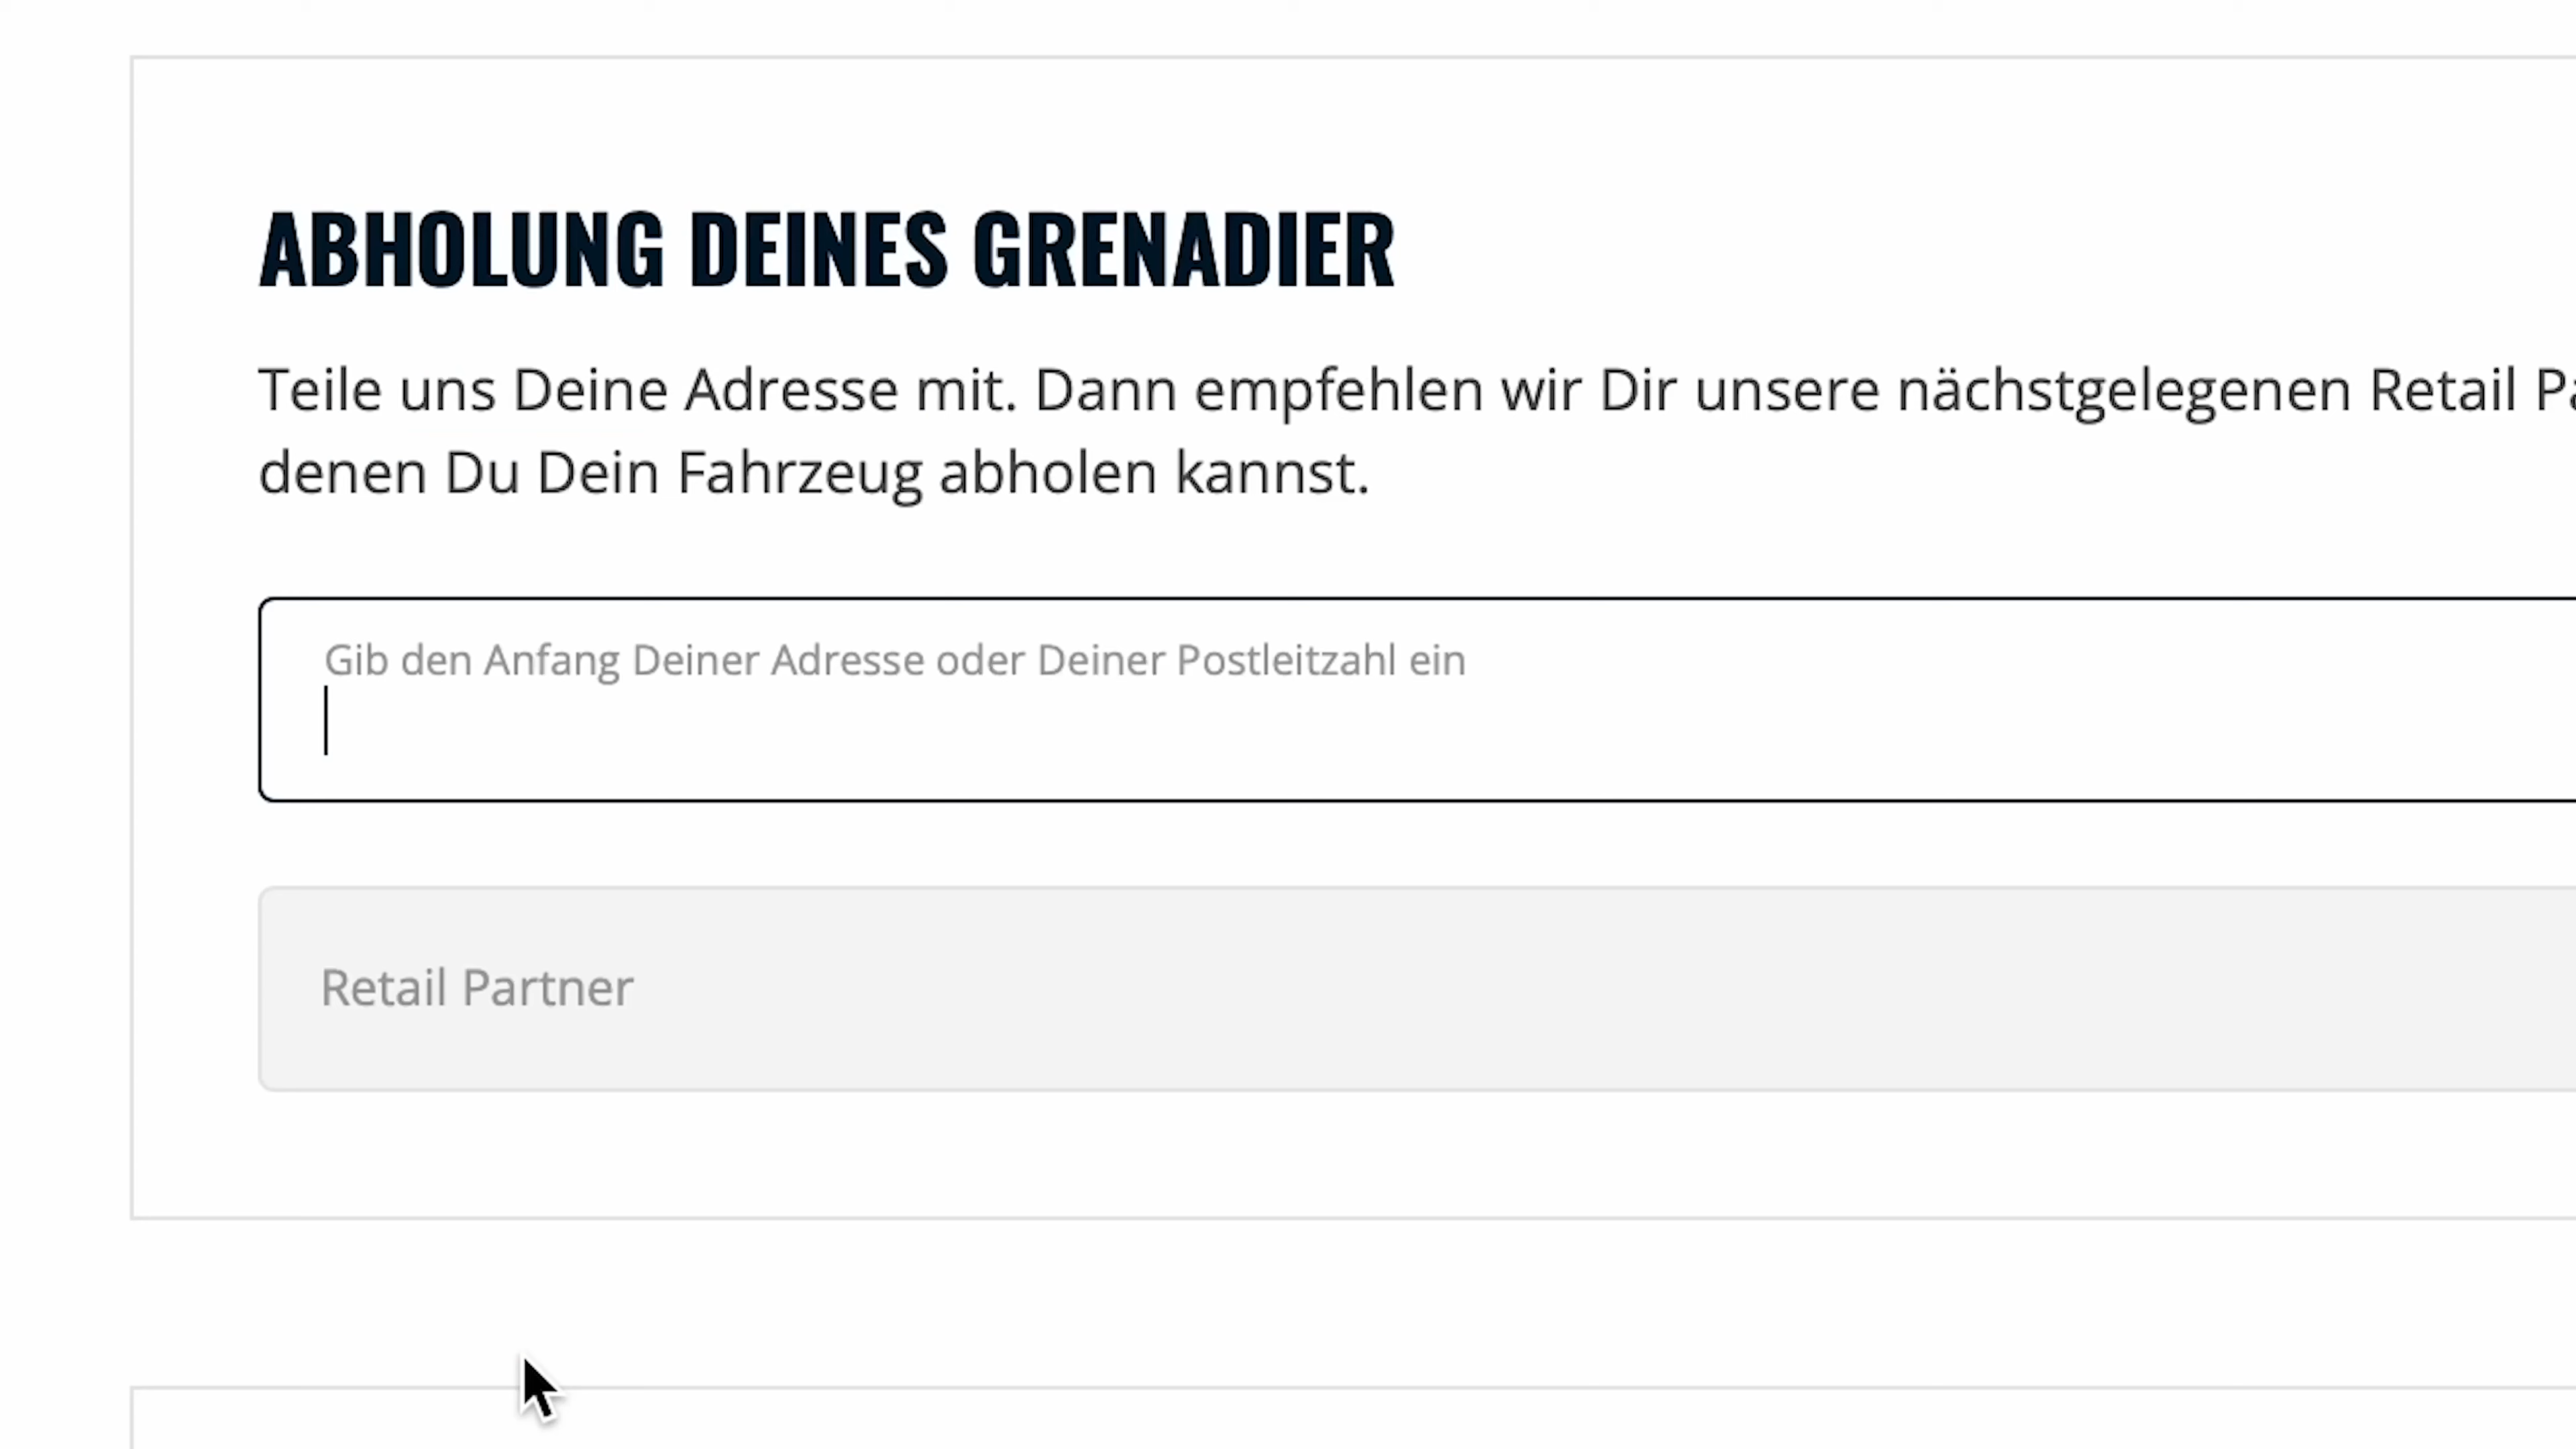 ABHOLUNG DEINES GRENADIER
Teile uns Deine Adresse mit. Dann empfehlen wir Dir unsere nächstgelegenen Retail
denen Du Dein Fahrzeug abholen kannst.
Gib den Anfang Deiner Adresse oder Deiner Postleitzahl ein
Retail Partner